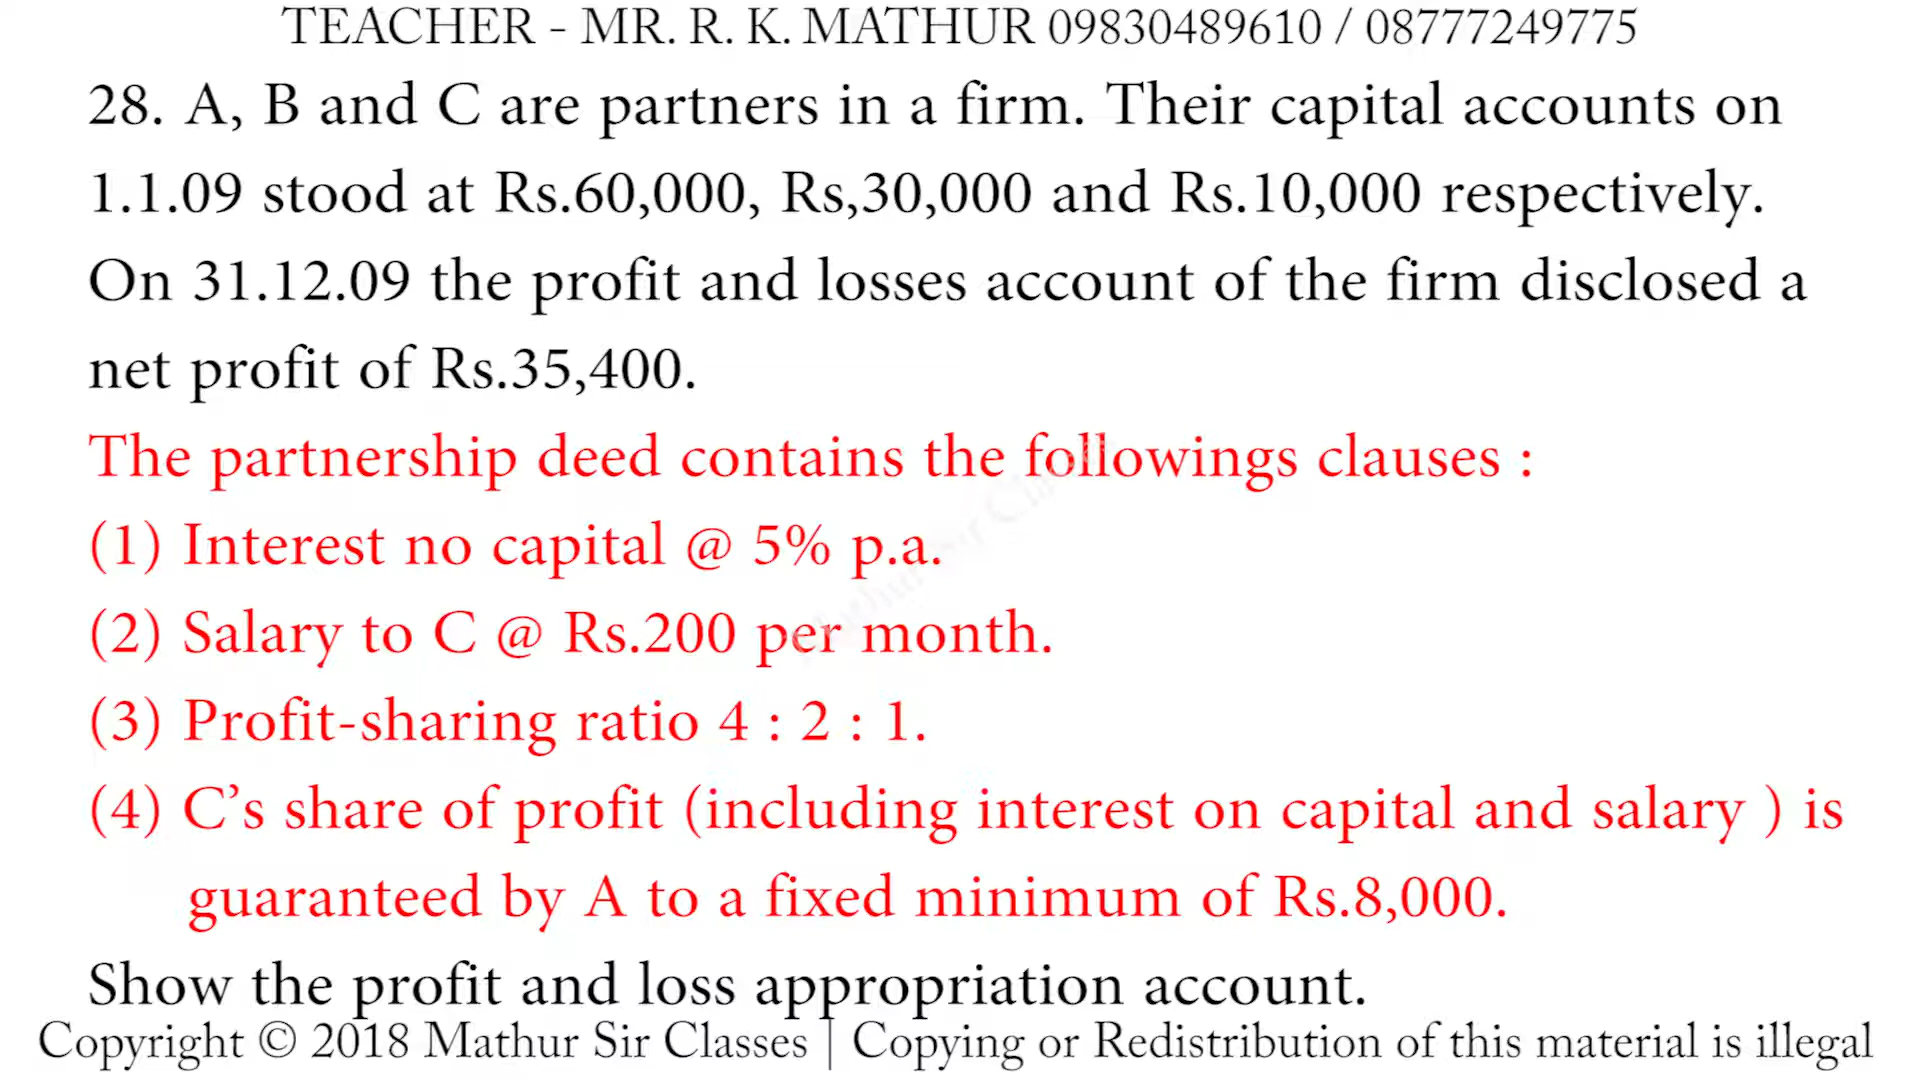 TEACHER - MR. R. K. MATHUR 09830489610 / 08777249775
28. A, B and C are partners in a firm. Their capital accounts on
1.1.09 stood at Rs.60,000, Rs,30,000 and Rs.10,000 respectively.
On 31.12.09 the profit and losses account of the firm disclosed a
net profit of Rs.35,400.
The partnership deed contains the followings clauses :
(1) Interest no capital @ 5% p.a.
(2) Salary to C @ Rs.200 per month.
(3) Profit-sharing ratio 4 : 2 : 1.
(4) C’s share of profit (including interest on capital and salary ) is
guaranteed by A to a fixed minimum of Rs.8,000.
Show the profit and loss appropriation account.
Copyright © 2018 Mathur Sir Classes | Copying or Redistribution of this material is illegal
Mathur Sir Classes